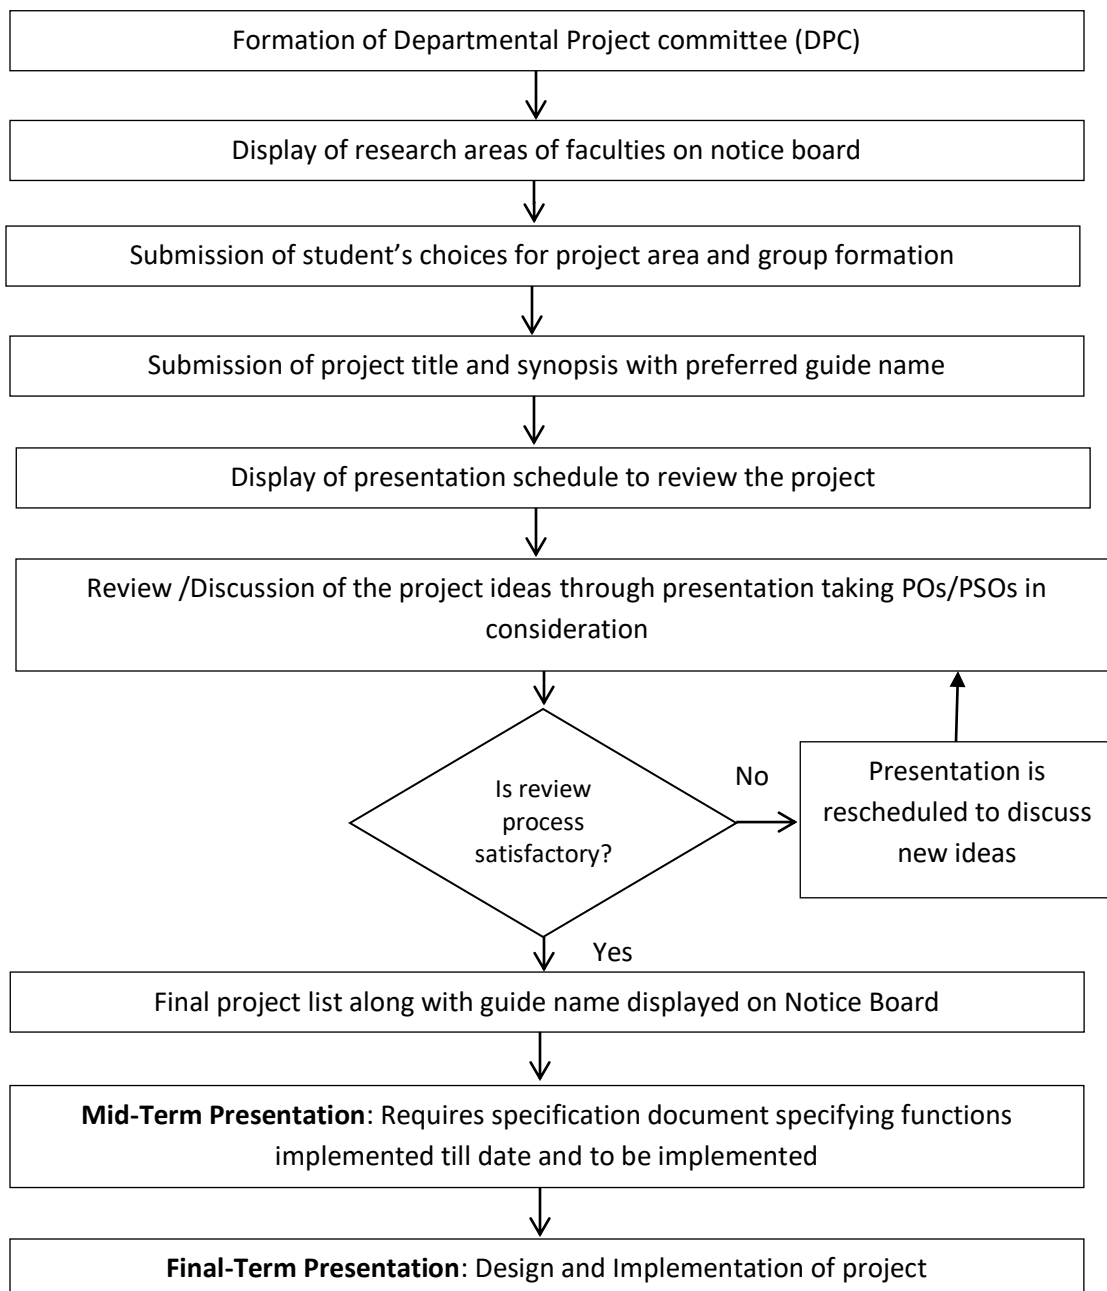 Formation of Departmental Project committee (DPC)
Display of research areas of faculties on notice board
Submission of student’s choices for project area and group formation
Submission of project title and synopsis with preferred guide name
Display of presentation schedule to review the project
Review /Discussion of the project ideas through presentation taking POs/PSOs in
consideration
Is review
process
satisfactory?
No
Presentation is
rescheduled to discuss
new ideas
Yes
Final project list along with guide name displayed on Notice Board
Mid-Term Presentation: Requires specification document specifying functions
implemented till date and to be implemented
Final-Term Presentation: Design and Implementation of project